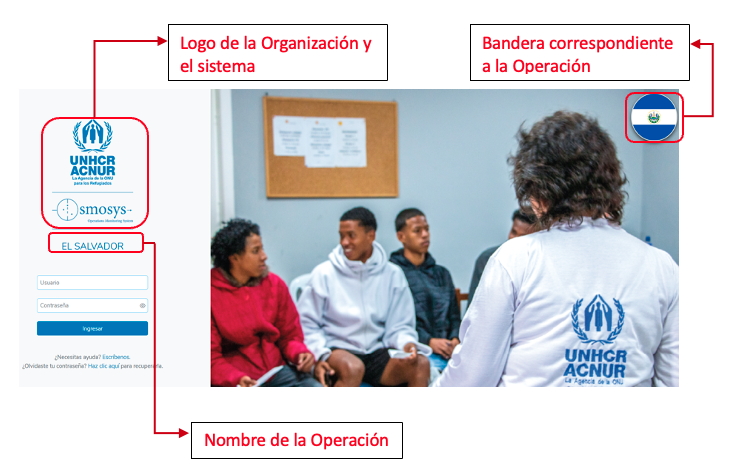 Logo de la Organización y
el sistema
Bandera correspondiente
a la Operación
UNHCR
ACNUR
La Agencia de la ONU
para los Refugiados
Osmosys
Operations Monitoring System
EL SALVADOR
Usuario
Contraseña
Ingresar
¿Necesitas ayuda? Escríbenos.
¿Olvidaste tu contraseña? Haz clic aquí para recuperarla.
UNHCR
ACNUR
La Agencia de la ONU
Nombre de la Operación